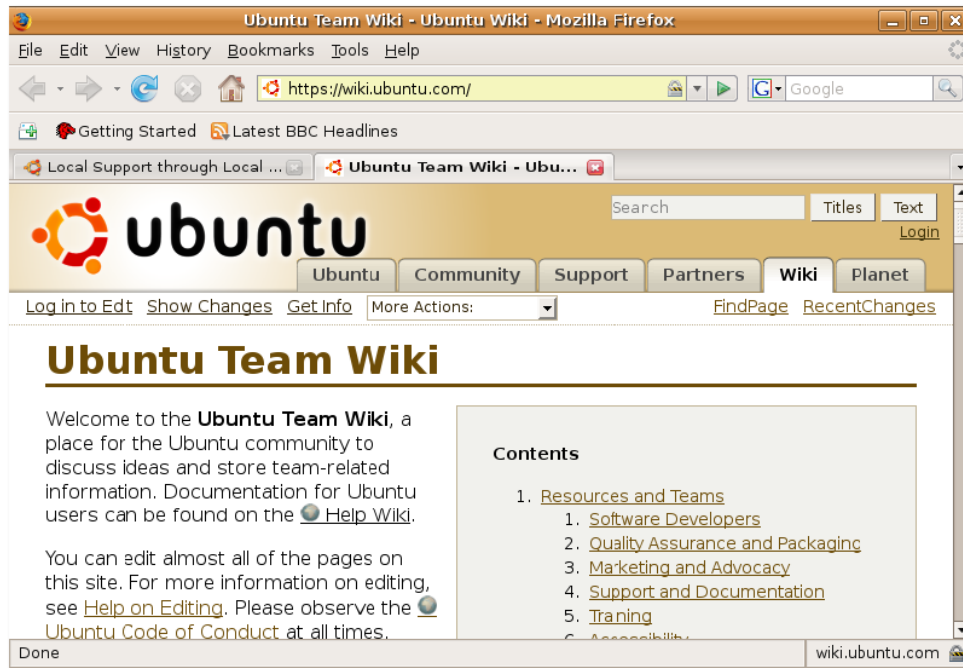 Ubuntu Team Wiki - Ubuntu Wiki - Mozilla Firefox
File Edit View History Bookmarks Tools Help
https://wiki.ubuntu.com/ G Google
Getting Started Latest BBC Headlines
Local Support through Local ... Ubuntu Team Wiki - Ubu...
ubuntu
Search Titles Text
Login
Ubuntu Community Support Partners Wiki Planet
Log in to Edit Show Changes Get Info More Actions: FindPage RecentChanges
Ubuntu Team Wiki
Welcome to the Ubuntu Team Wiki, a
place for the Ubuntu community to
discuss ideas and store team-related
information. Documentation for Ubuntu
users can be found on the Help Wiki.
You can edit almost all of the pages on
this site. For more information on editing,
see Help on Editing. Please observe the
Ubuntu Code of Conduct at all times.
Contents
1. Resources and Teams
1. Software Developers
2. Quality Assurance and Packaging
3. Marketing and Advocacy
4. Support and Documentation
5. Training
6. Accessibility
Done wiki.ubuntu.com